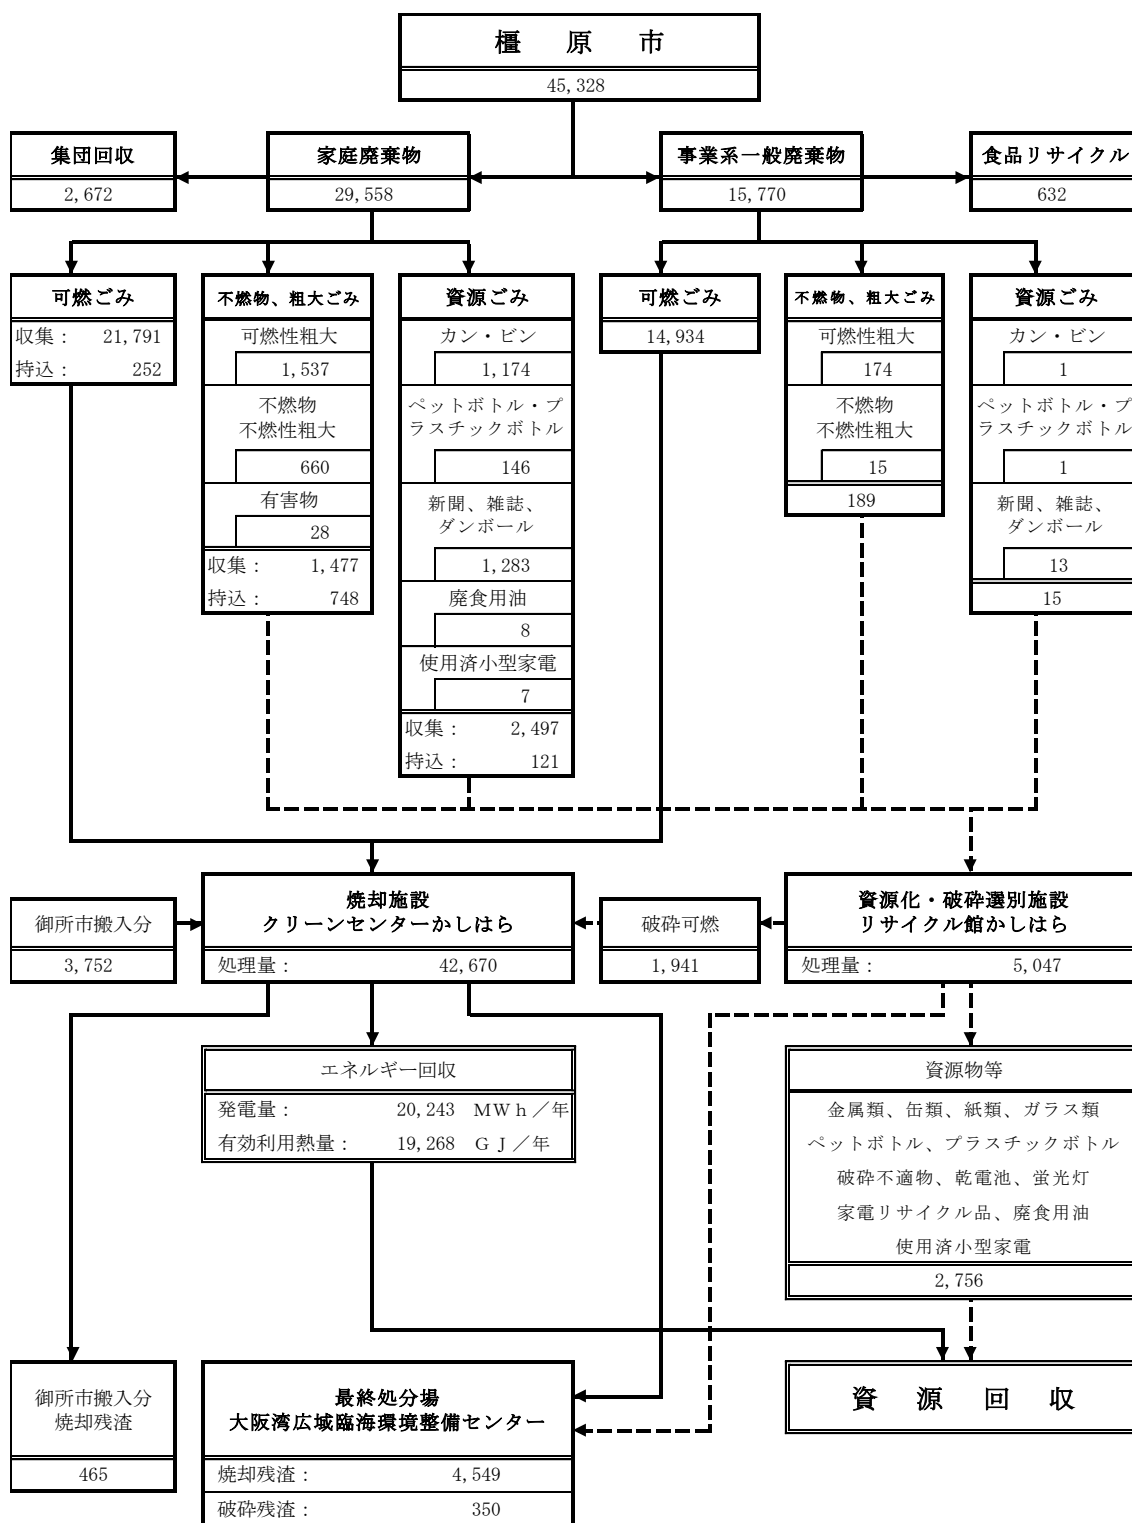 橿原市
45,328
集団回収
2,672
家庭廃棄物
29,558
事業系一般廃棄物
15,770
食品リサイクル
632
可燃ごみ
収集： 21,791
持込： 252
不燃物、粗大ごみ
可燃性粗大
1,537
不燃物
不燃性粗大
660
有害物
28
収集： 1,477
持込： 748
資源ごみ
カン・ビン
1,174
ペットボトル・プ
ラスチックボトル
146
新聞、雑誌、
ダンボール
1,283
廃食用油
8
使用済小型家電
7
収集： 2,497
持込： 121
可燃ごみ
14,934
不燃物、粗大ごみ
可燃性粗大
174
不燃物
不燃性粗大
15
189
資源ごみ
カン・ビン
1
ペットボトル・プ
ラスチックボトル
1
新聞、雑誌、
ダンボール
13
15
御所市搬入分
3,752
焼却施設
クリーンセンターかしはら
処理量： 42,670
破砕可燃
1,941
資源化・破砕選別施設
リサイクル館かしはら
処理量： 5,047
エネルギー回収
発電量： 20,243 ＭＷｈ／年
有効利用熱量： 19,268 ＧＪ／年
資源物等
金属類、缶類、紙類、ガラス類
ペットボトル、プラスチックボトル
破砕不適物、乾電池、蛍光灯
家電リサイクル品、廃食用油
使用済小型家電
2,756
御所市搬入分
焼却残渣
465
最終処分場
大阪湾広域臨海環境整備センター
焼却残渣： 4,549
破砕残渣： 350
資源回収